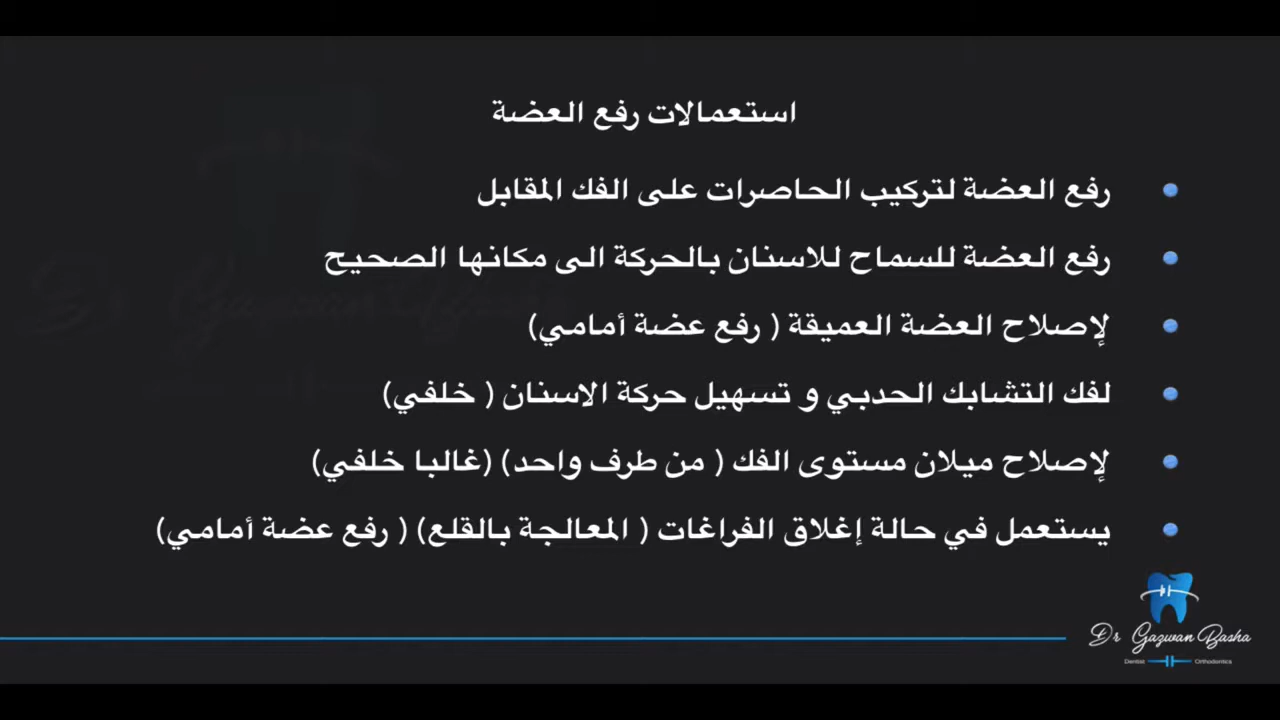 استعمالات رفع العضة
رفع العضة لتركيب الحاصرات على الفك المقابل
رفع العضة للسماح للاسنان بالحركة الى مكانها الصحيح
لإصلاح العضة العميقة ( رفع عضة أمامي)
لفك التشابك الحدبي و تسهيل حركة الاسنان ( خلفي)
لإصلاح ميلان مستوى الفك ( من طرف واحد) (غالبا خلفي)
يستعمل في حالة إغلاق الفراغات ( المعالجة بالقلع) ( رفع عضة أمامي)
Dr Gazwan Basha
Dentist Orthodontics